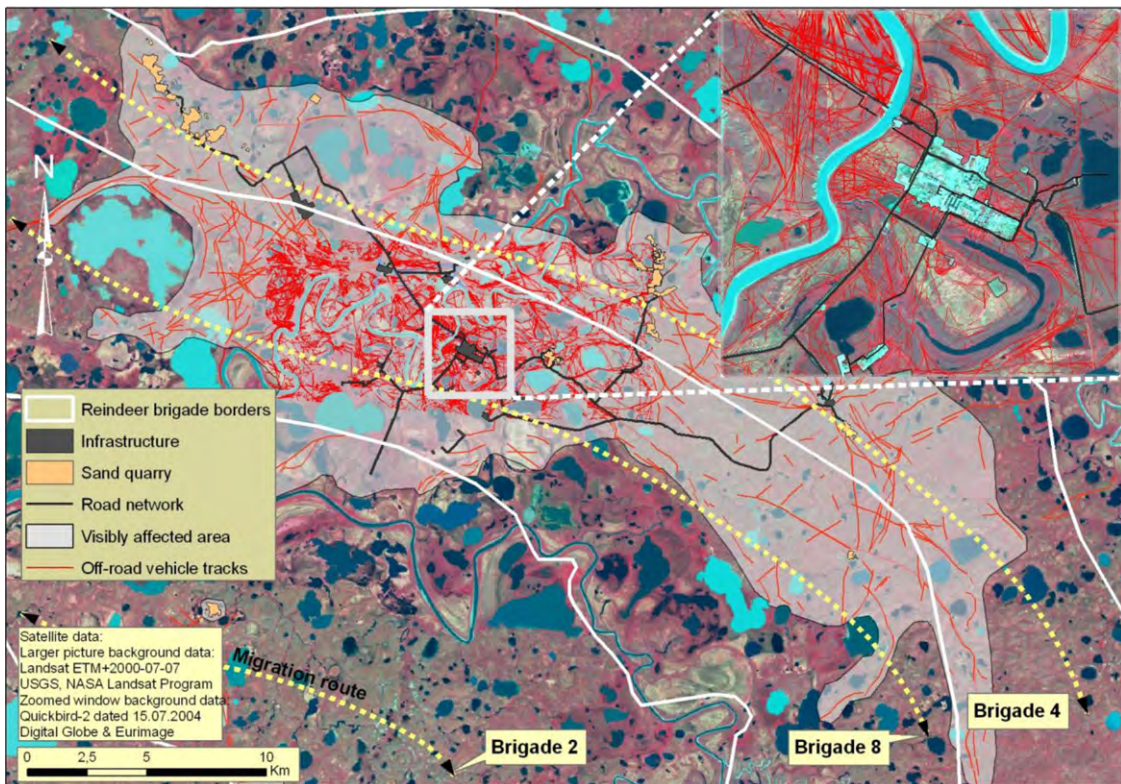 N
Reindeer brigade borders
Infrastructure
Sand quarry
Road network
Visibly affected area
Off-road vehicle tracks
Satellite data:
Larger picture background data:
Landsat ETM+2000-07-07
USGS, NASA Landsat Program
Zoomed window background data:
Quickbird-2 dated 15.07.2004
Digital Globe & Eurimage
0 2,5 5 10
Km
Migration route
Brigade 2
Brigade 8
Brigade 4